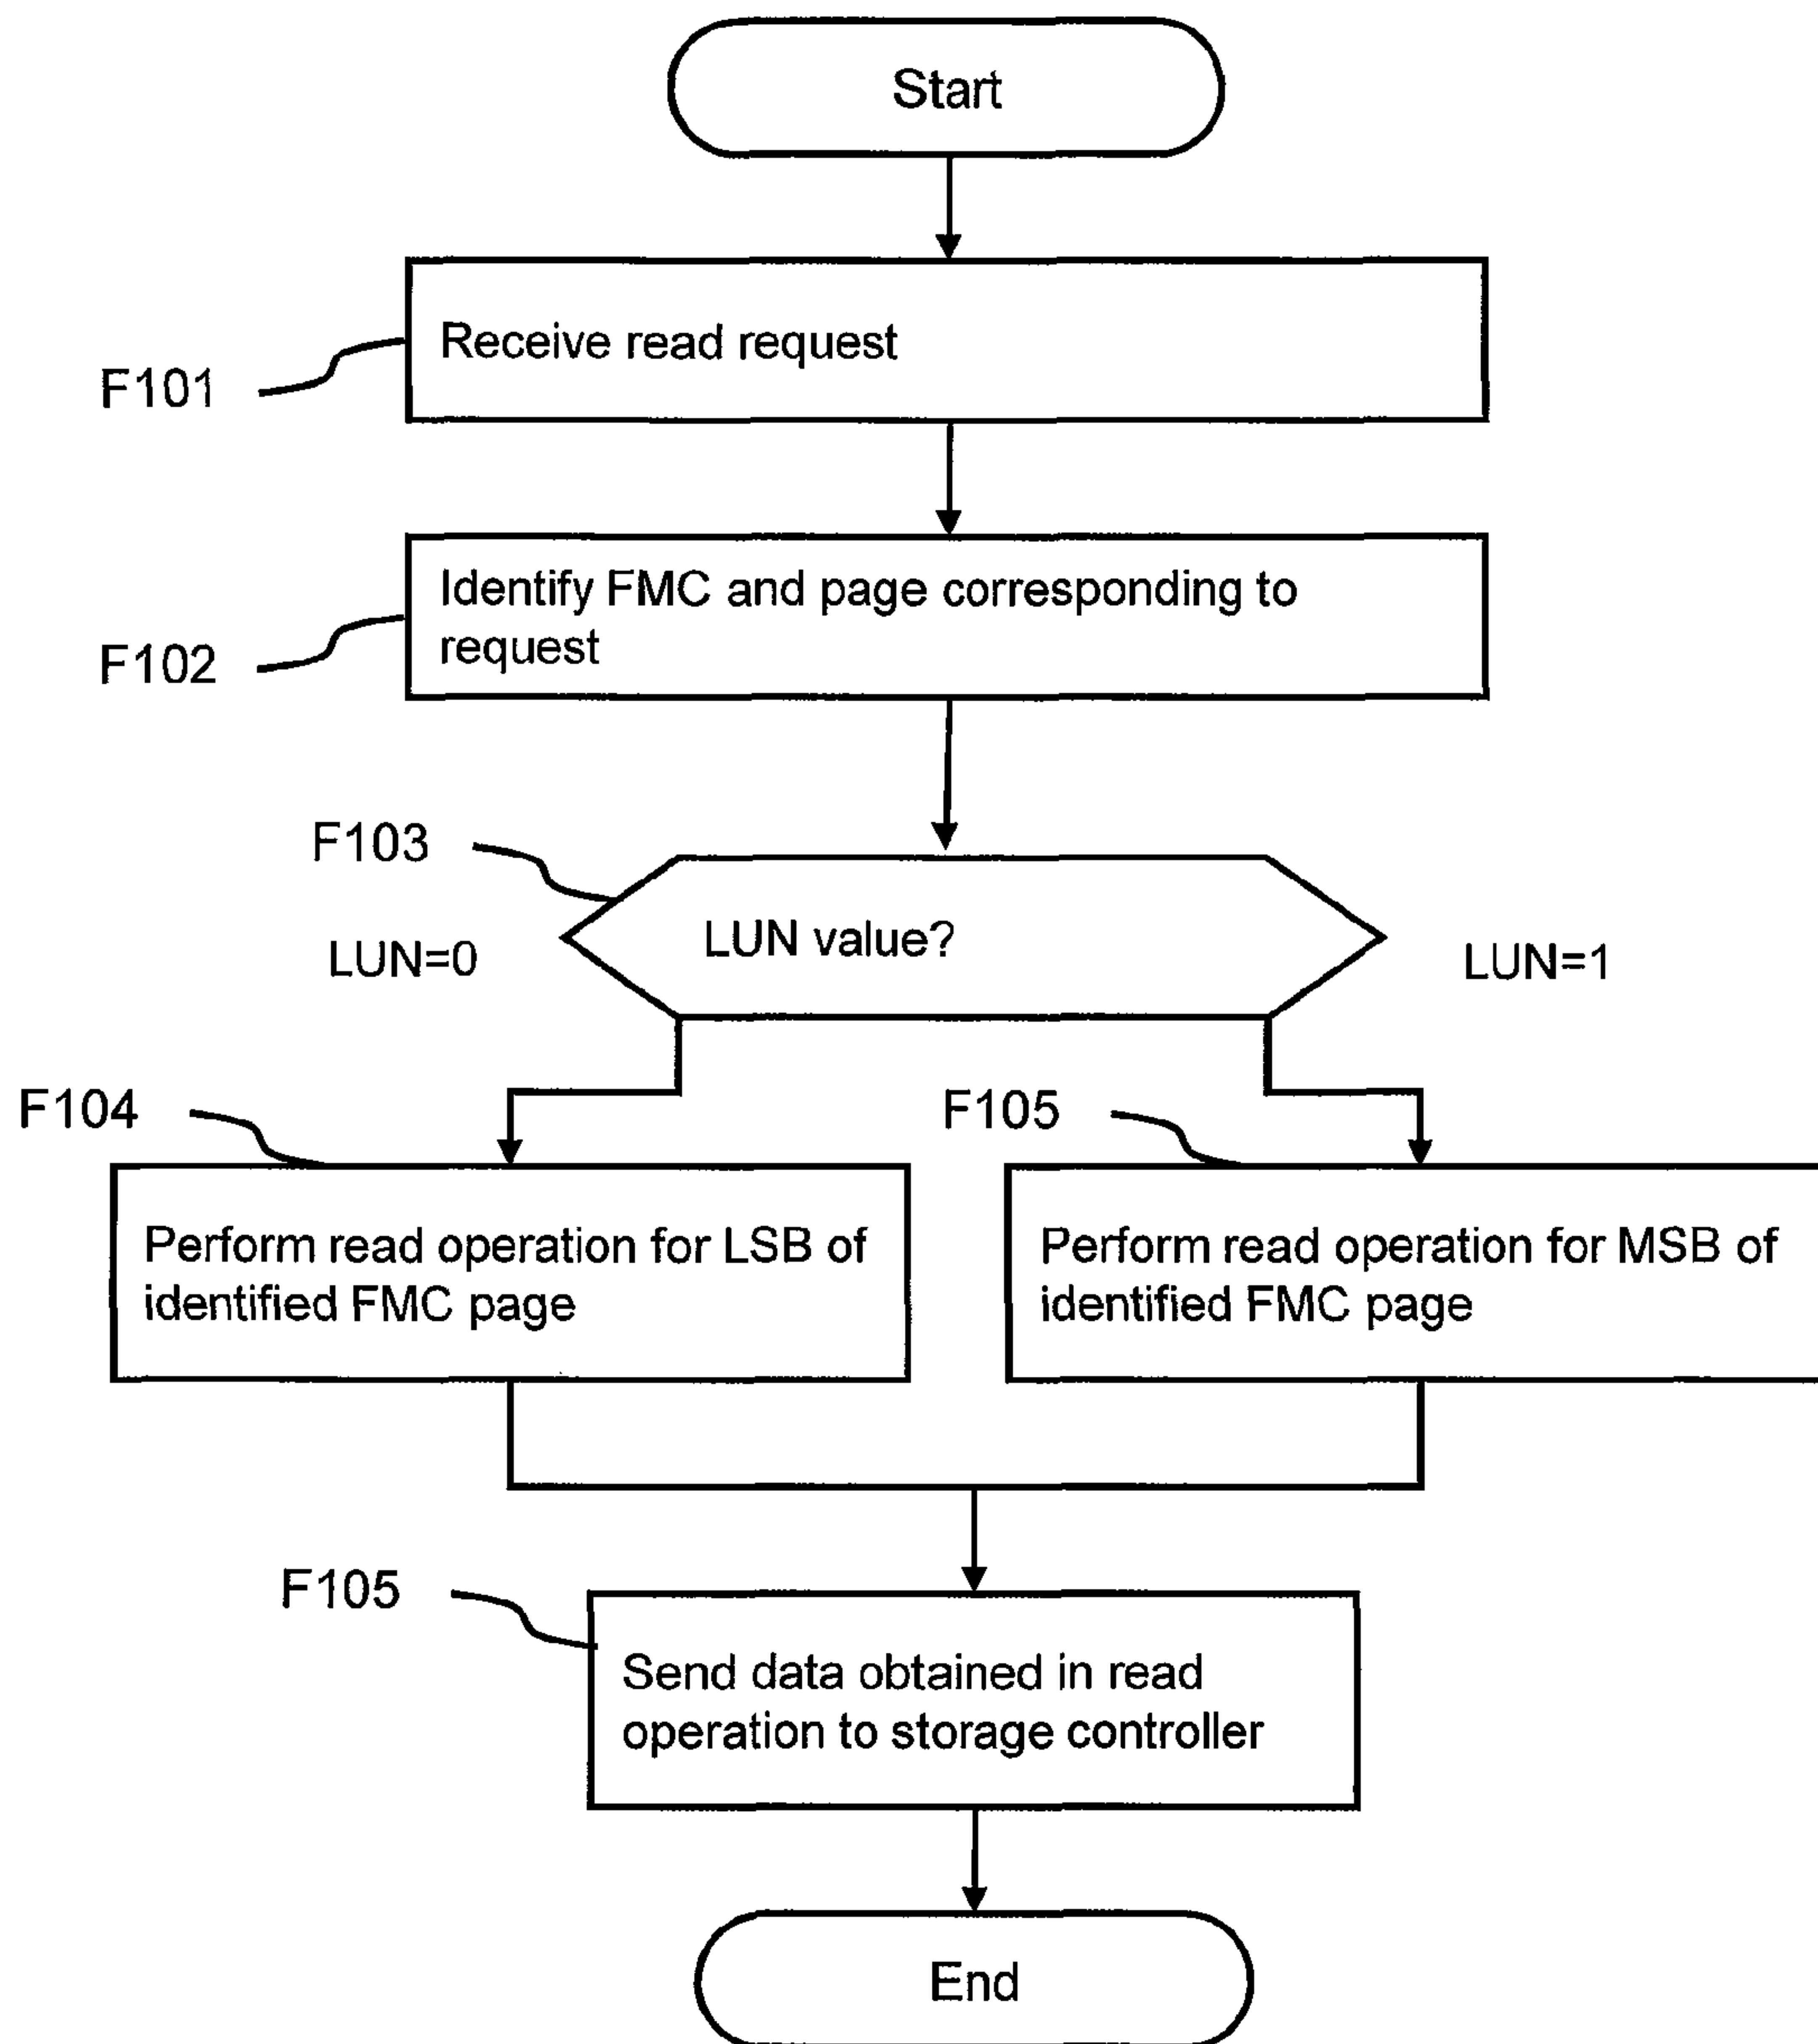 Start
Receive read request
F101
Identify FMC and page corresponding to
request
F102
F103
LUN value?
LUN=0
LUN=1
F104
F105
Perform read operation for LSB of
identified FMC page
Perform read operation for MSB of
identified FMC page
F105
Send data obtained in read
operation to storage controller
End